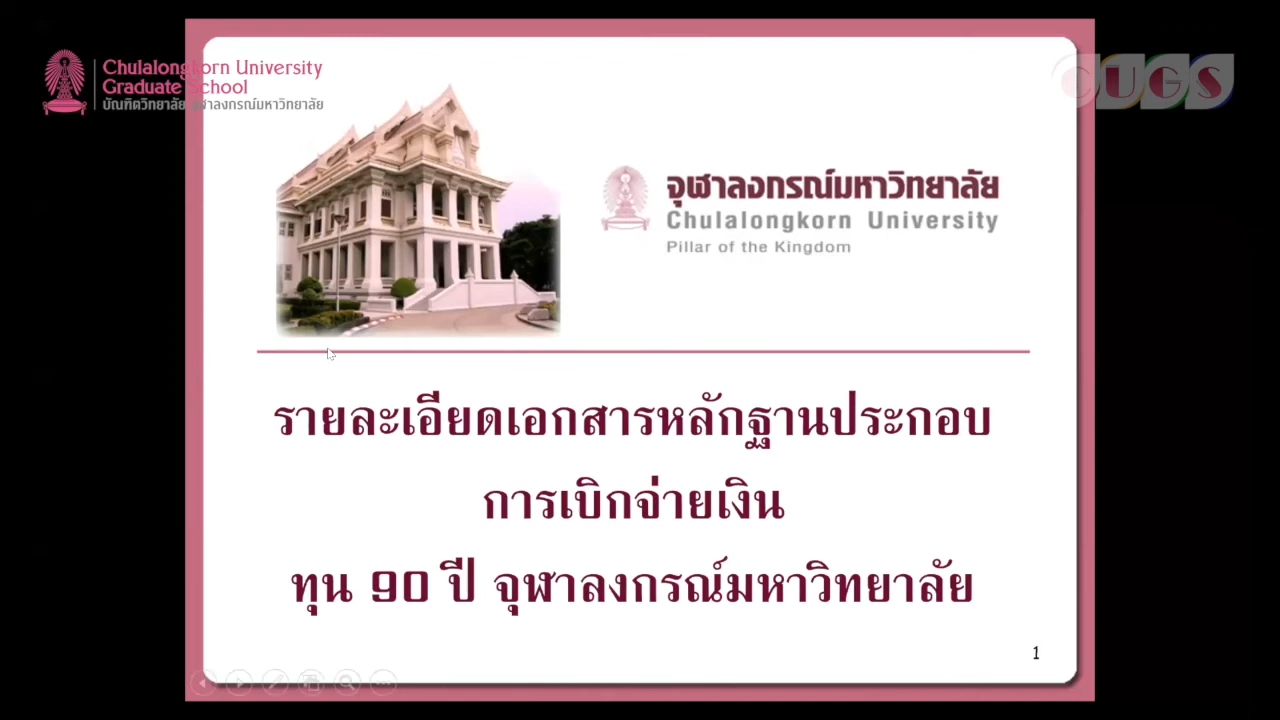 Chulalongkorn University
Graduate School
บัณฑิตวิทยาลัย จุฬาลงกรณ์มหาวิทยาลัย
CUGS
จุฬาลงกรณ์มหาวิทยาลัย
Chulalongkorn University
Pillar of the Kingdom
รายละเอียดเอกสารหลักฐานประกอบ
การเบิกจ่ายเงิน
ทุน 90 ปี จุฬาลงกรณ์มหาวิทยาลัย
1